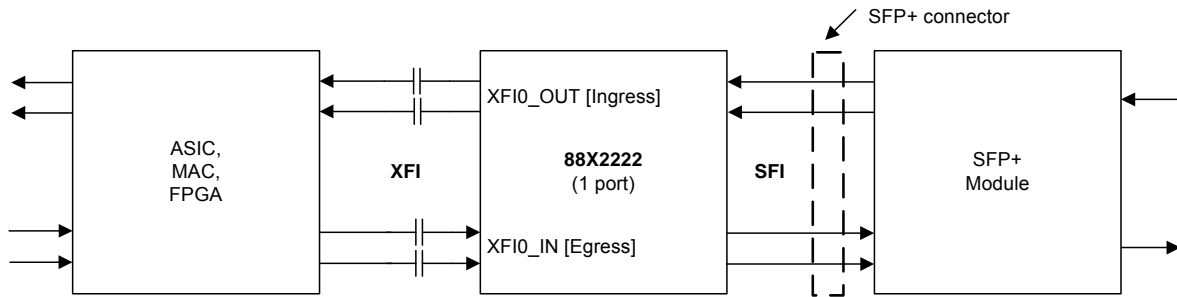 SFP+ connector
XFI0_OUT [Ingress]
ASIC,
MAC,
FPGA
XFI
88X2222
(1 port)
SFI
SFP+
Module
XFI0_IN [Egress]